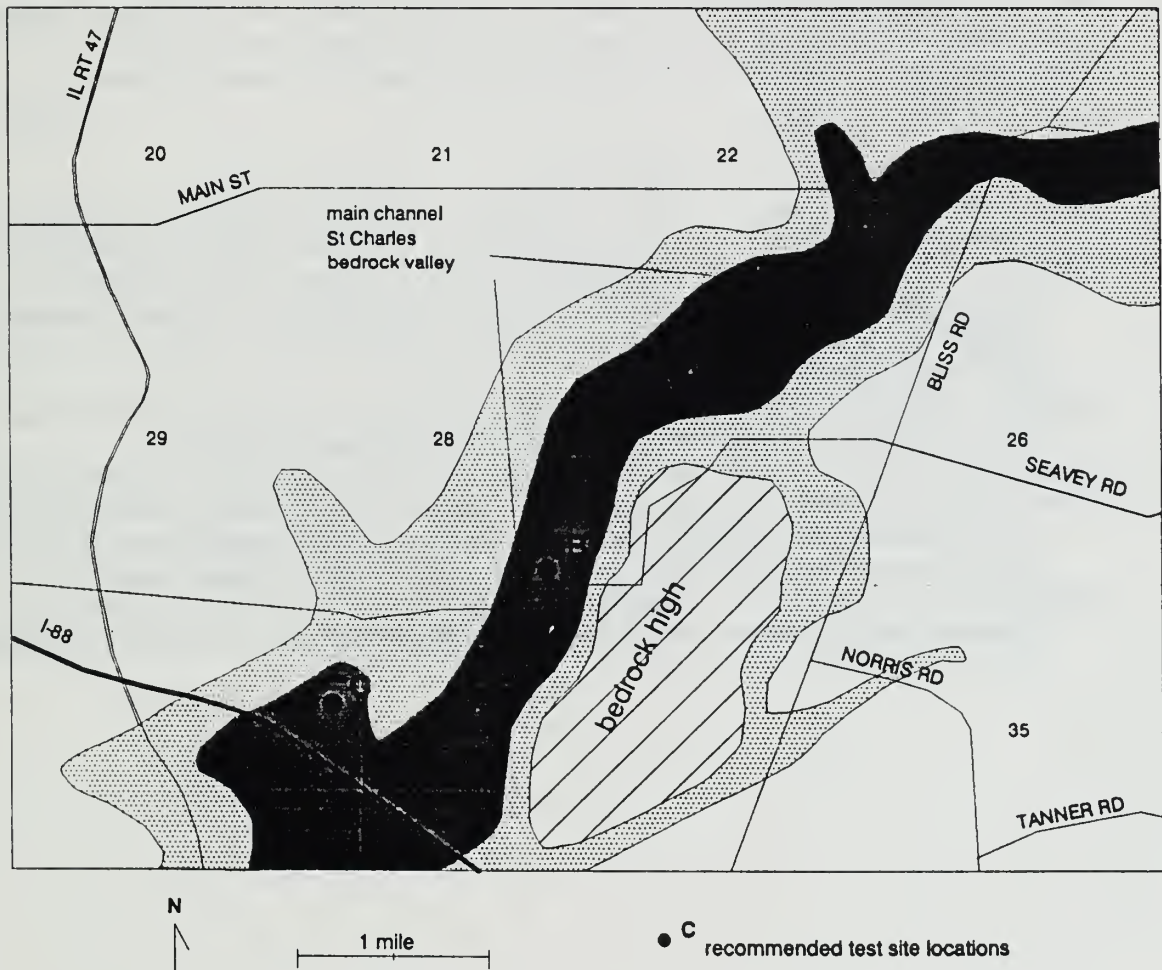 IL RT 47
20
21
22
MAIN ST
main channel
St Charles
bedrock valley
BLISS RD
29
28
26
SEAVEY RD
I-88
bedrock high
NORRIS RD
35
TANNER RD
N
1 mile
C
recommended test site locations